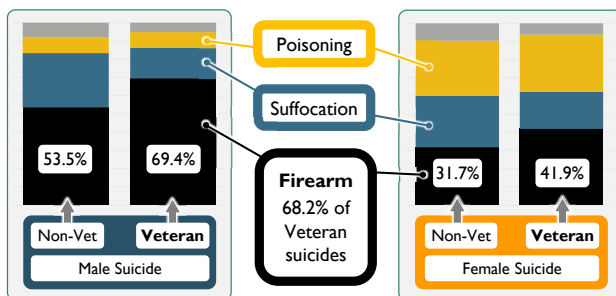 Poisoning
Suffocation
53.5%
69.4%
Firearm
68.2% of
Veteran
suicides
31.7%
41.9%
Non-Vet
Veteran
Male Suicide
Non-Vet
Veteran
Female Suicide